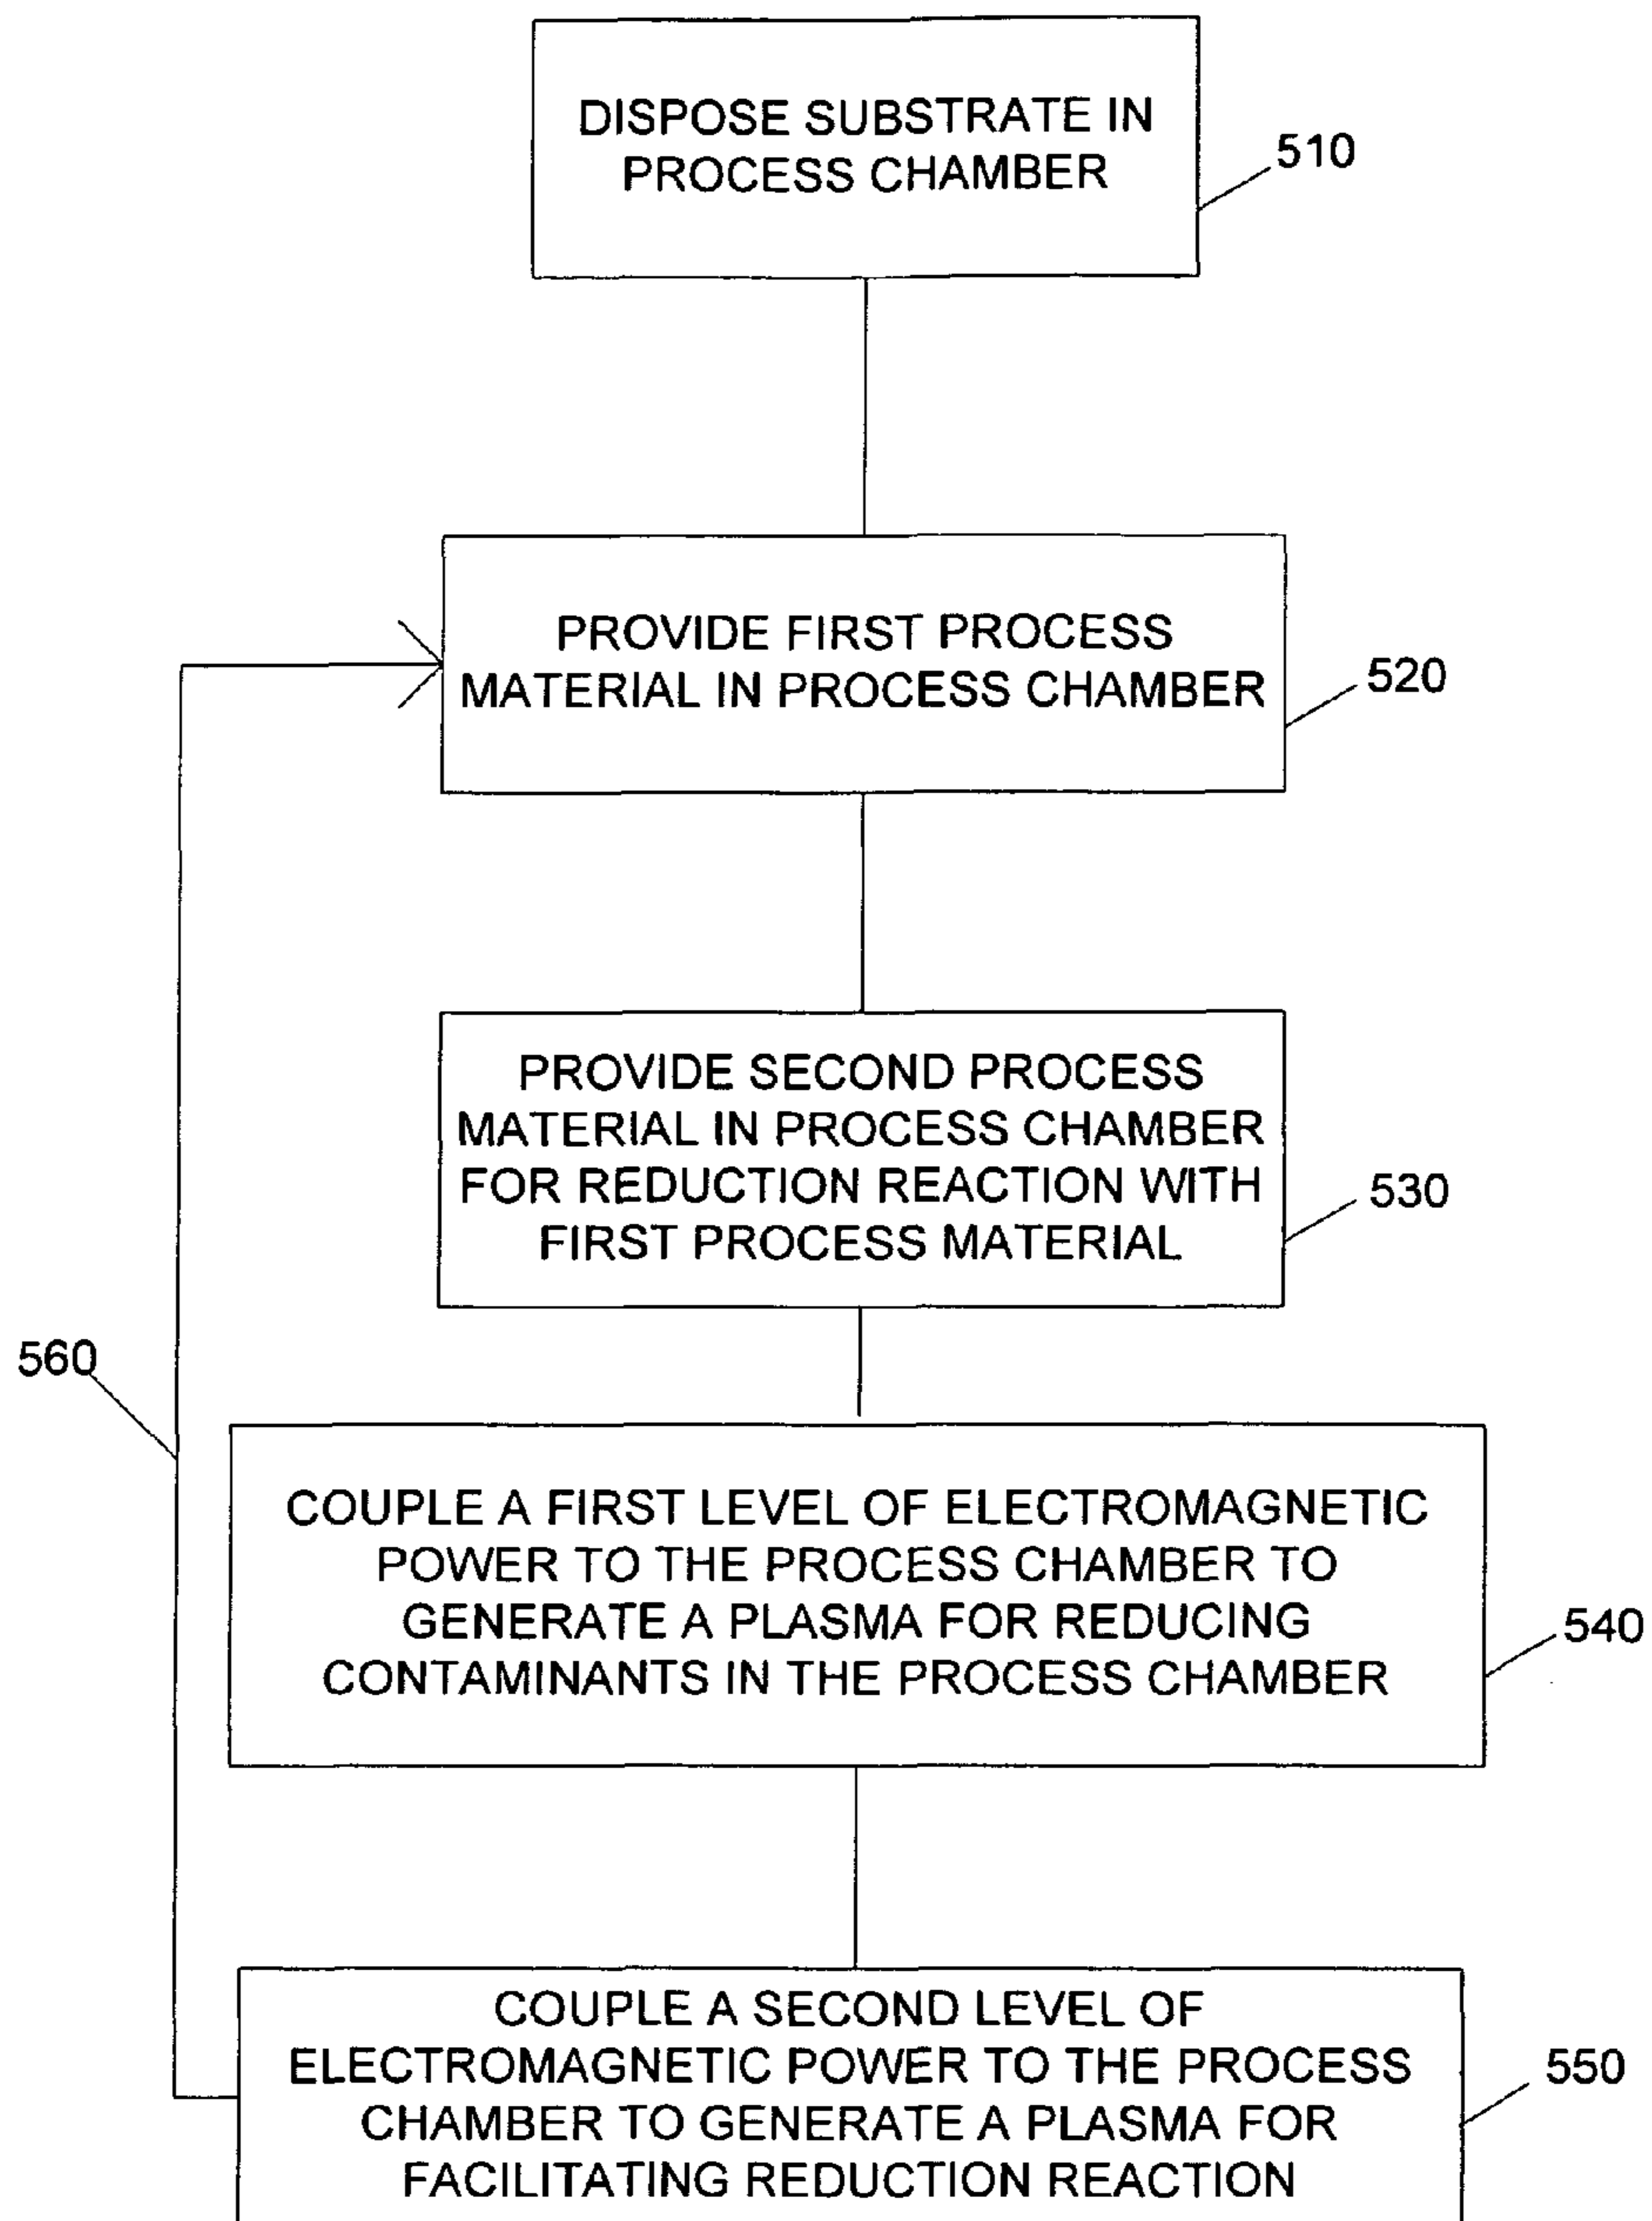 DISPOSE SUBSTRATE IN
PROCESS CHAMBER
510
PROVIDE FIRST PROCESS
MATERIAL IN PROCESS CHAMBER
520
PROVIDE SECOND PROCESS
MATERIAL IN PROCESS CHAMBER
FOR REDUCTION REACTION WITH
FIRST PROCESS MATERIAL
530
560
COUPLE A FIRST LEVEL OF ELECTROMAGNETIC
POWER TO THE PROCESS CHAMBER TO
GENERATE A PLASMA FOR REDUCING
CONTAMINANTS IN THE PROCESS CHAMBER
540
COUPLE A SECOND LEVEL OF
ELECTROMAGNETIC POWER TO THE PROCESS
CHAMBER TO GENERATE A PLASMA FOR
FACILITATING REDUCTION REACTION
550